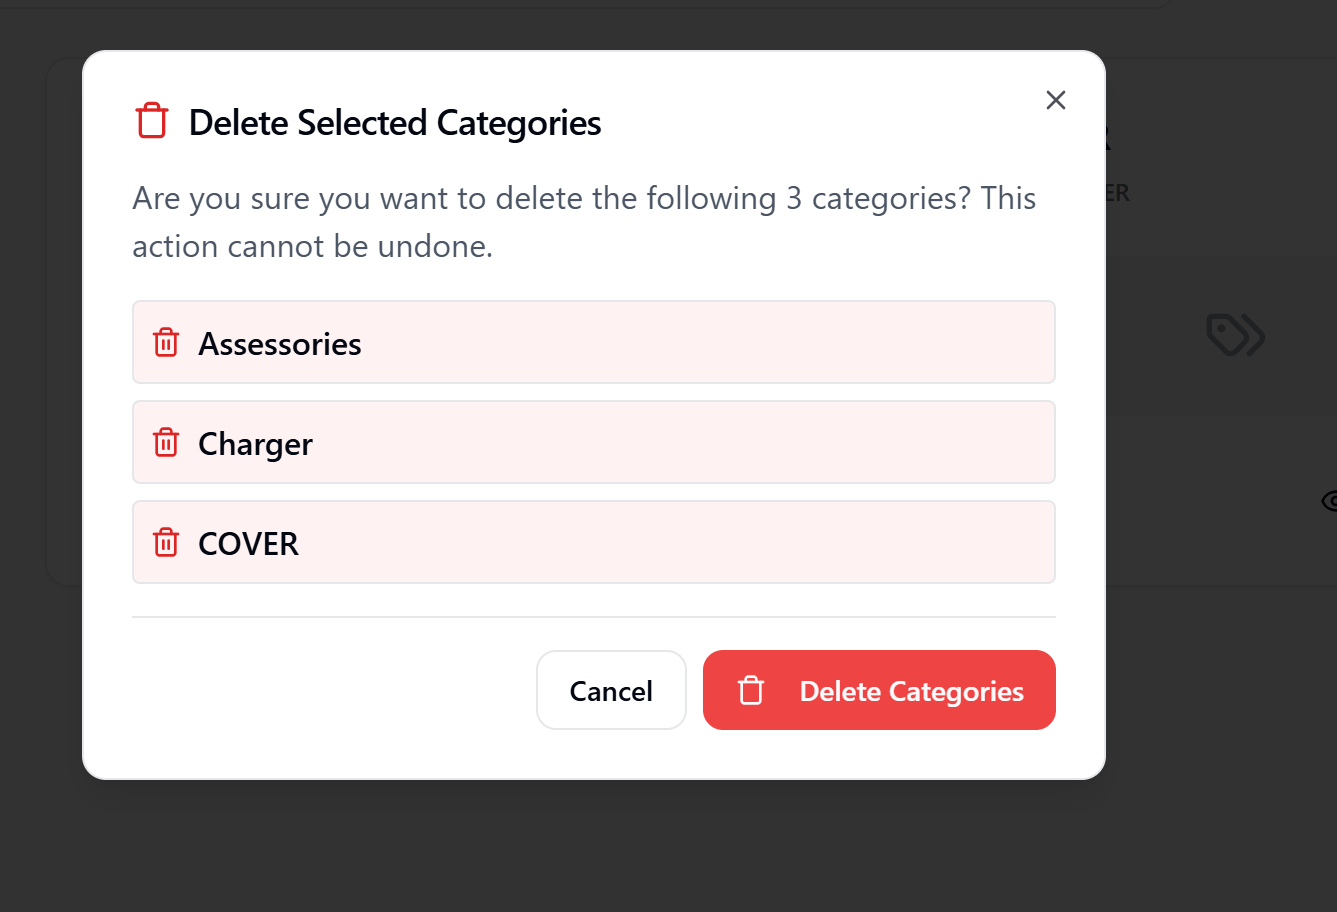 Delete Selected Categories
Are you sure you want to delete the following 3 categories? This
action cannot be undone.
Assessories
Charger
COVER
Cancel
Delete Categories